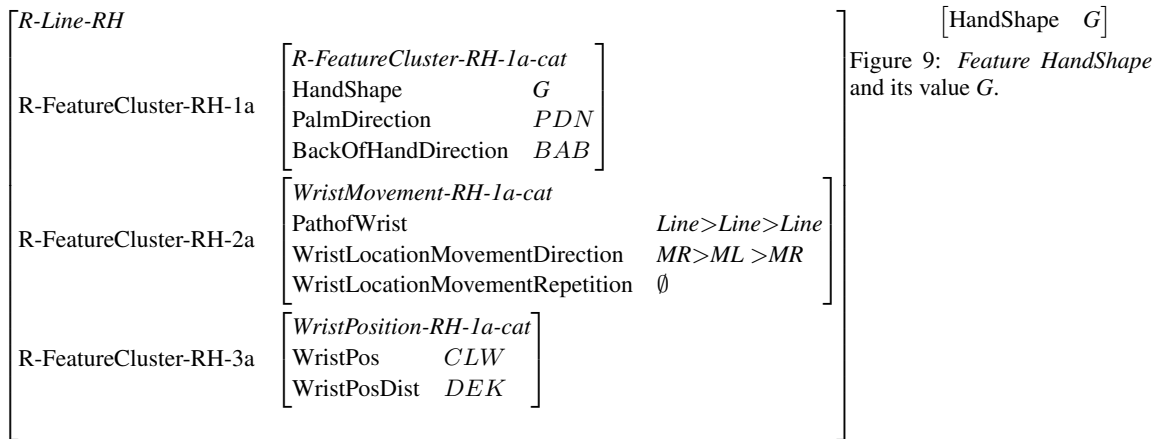 R-Line-RH
R-FeatureCluster-RH-1a
R-FeatureCluster-RH-1a-cat
HandShape G
PalmDirection PDN
BackOfHandDirection BAB
R-FeatureCluster-RH-2a
WristMovement-RH-1a-cat
PathofWrist Line>Line>Line
WristLocationMovementDirection MR>ML >MR
WristLocationMovementRepetition ∅
R-FeatureCluster-RH-3a
WristPosition-RH-1a-cat
WristPos CLW
WristPosDist DEK
[HandShape G]
Figure 9: Feature HandShape
and its value G.